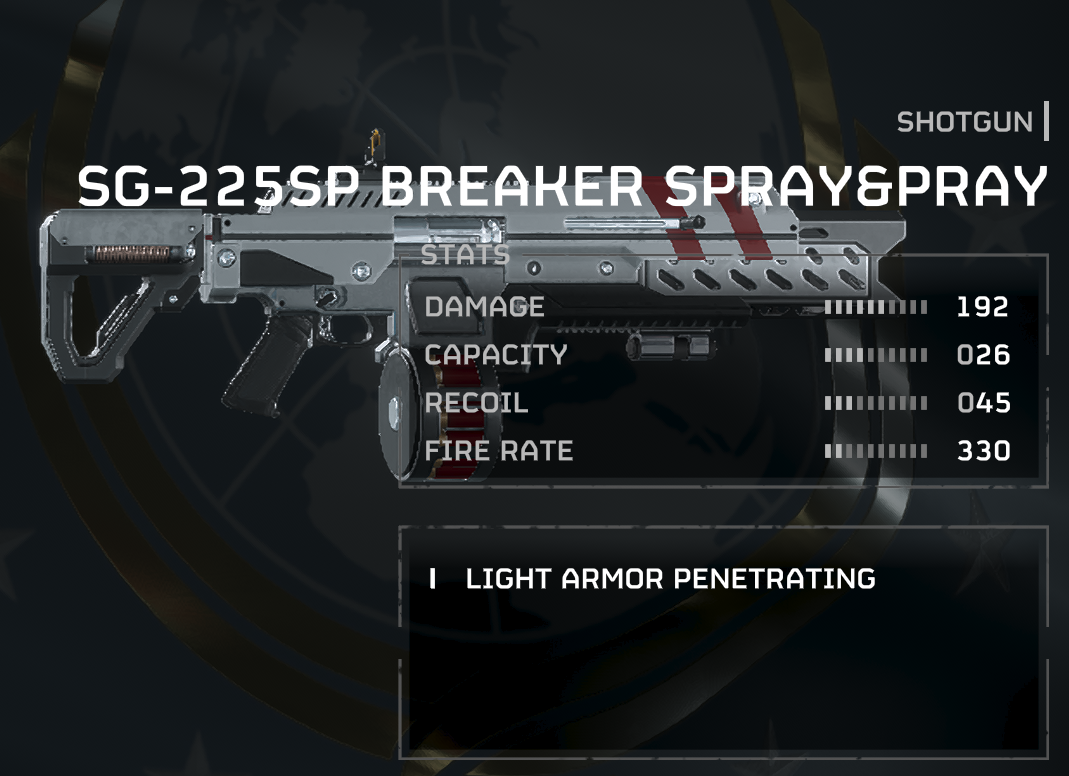 SHOTGUN
SG-225SP BREAKER SPRAY&PRAY
STATS
DAMAGE 192
CAPACITY 026
RECOIL 045
FIRE RATE 330
LIGHT ARMOR PENETRATING